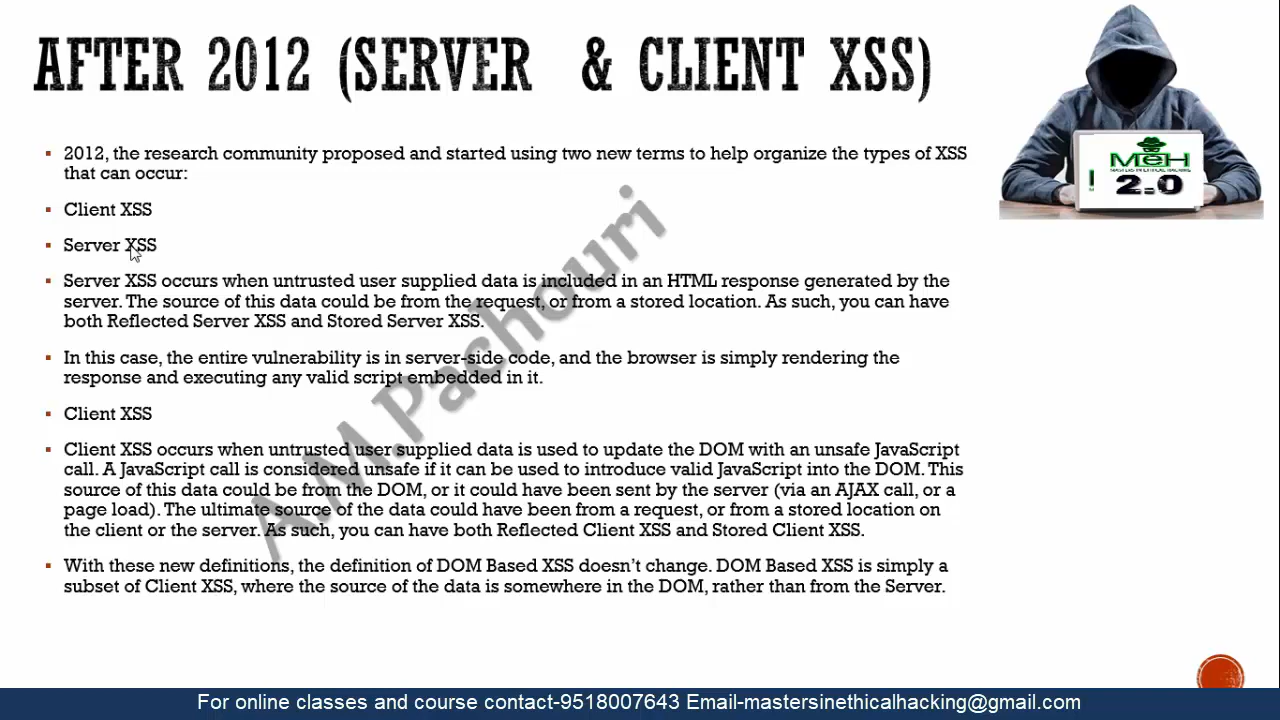 AFTER 2012 (SERVER & CLIENT XSS)
2012, the research community proposed and started using two new terms to help organize the types of XSS
that can occur:
Client XSS
Server XSS
Server XSS occurs when untrusted user supplied data is included in an HTML response generated by the
server. The source of this data could be from the request, or from a stored location. As such, you can have
both Reflected Server XSS and Stored Server XSS.
In this case, the entire vulnerability is in server-side code, and the browser is simply rendering the
response and executing any valid script embedded in it.
Client XSS
Client XSS occurs when untrusted user supplied data is used to update the DOM with an unsafe JavaScript
call. A JavaScript call is considered unsafe if it can be used to introduce valid JavaScript into the DOM. This
source of this data could be from the DOM, or it could have been sent by the server (via an AJAX call, or a
page load). The ultimate source of the data could have been from a request, or from a stored location on
the client or the server. As such, you can have both Reflected Client XSS and Stored Client XSS.
With these new definitions, the definition of DOM Based XSS doesn't change. DOM Based XSS is simply a
subset of Client XSS, where the source of the data is somewhere in the DOM, rather than from the Server.
A.M.Pachouri
MEH
MASTERS IN ETHICAL HACKING
2.0
For online classes and course contact-9518007643 Email-mastersinethicalhacking@gmail.com